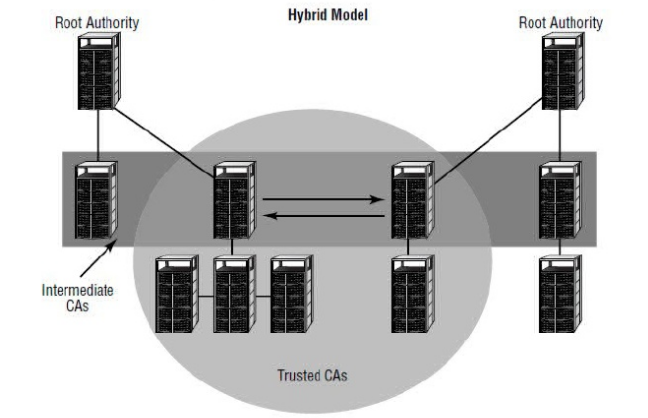 Hybrid Model
Root Authority
Root Authority
Intermediate
CAs
Trusted CAs